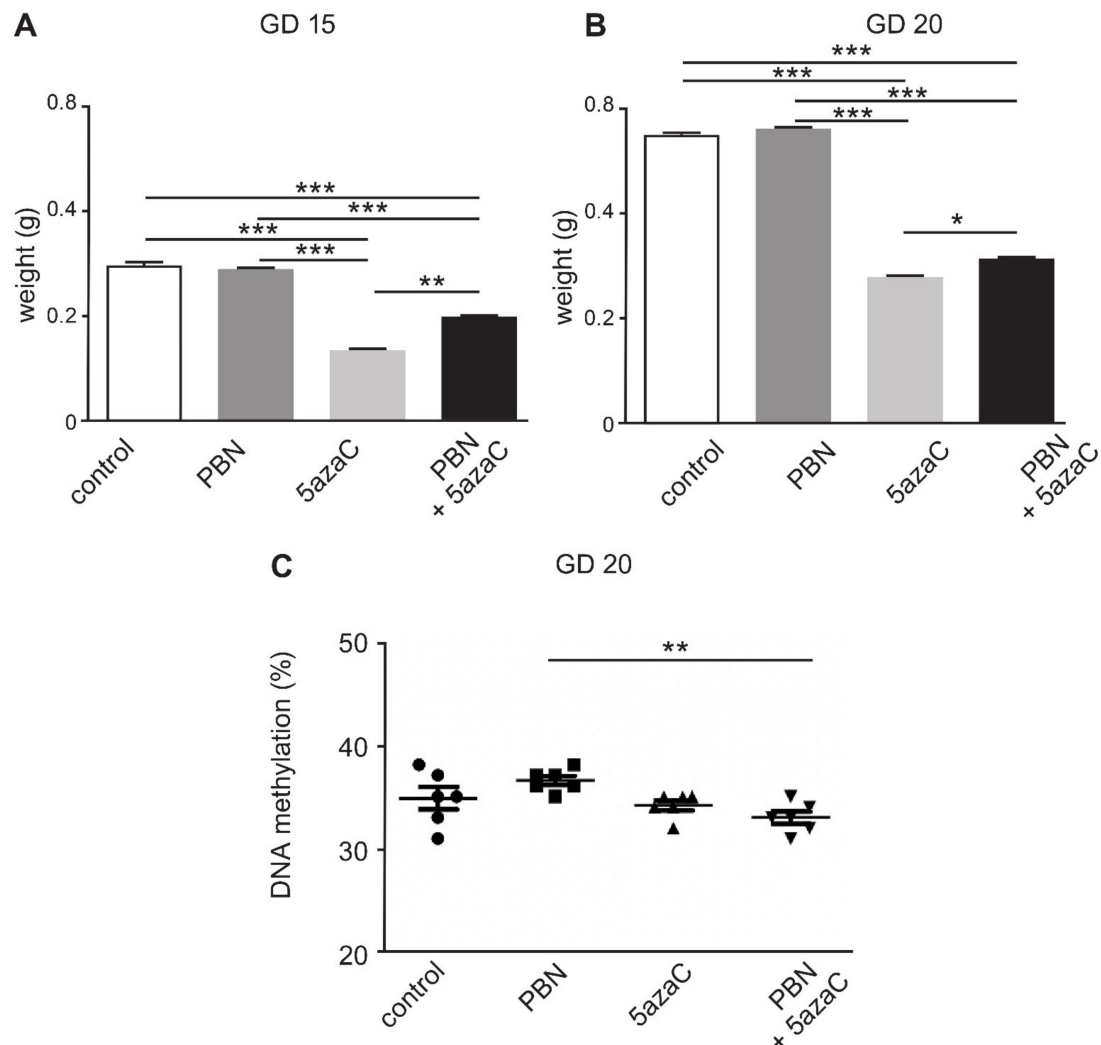 A
GD 15
weight (g)
0.8
0.4
0.2
0
***
***
***
***
**
control
PBN
5azaC
PBN
+ 5azaC
B
GD 20
weight (g)
0.8
0.4
0.2
0
***
***
***
***
*
control
PBN
5azaC
PBN
+ 5azaC
C
GD 20
DNA methylation (%)
50
40
30
20
**
control
PBN
5azaC
PBN
+ 5azaC